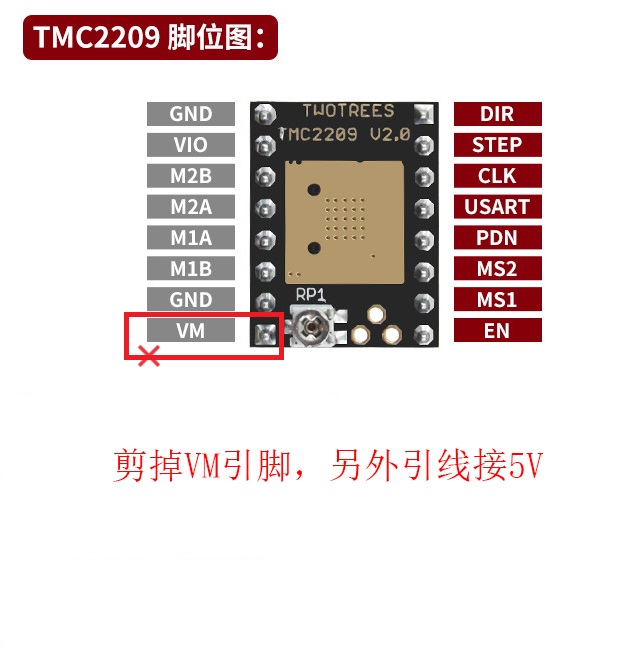 TMC2209 脚位图：
TWOTREES
TMC2209 V2.0
GND
VIO
M2B
M2A
M1A
M1B
GND
VM
DIR
STEP
CLK
USART
PDN
MS2
MS1
EN
RP1
剪掉VM引脚，另外引线接5V